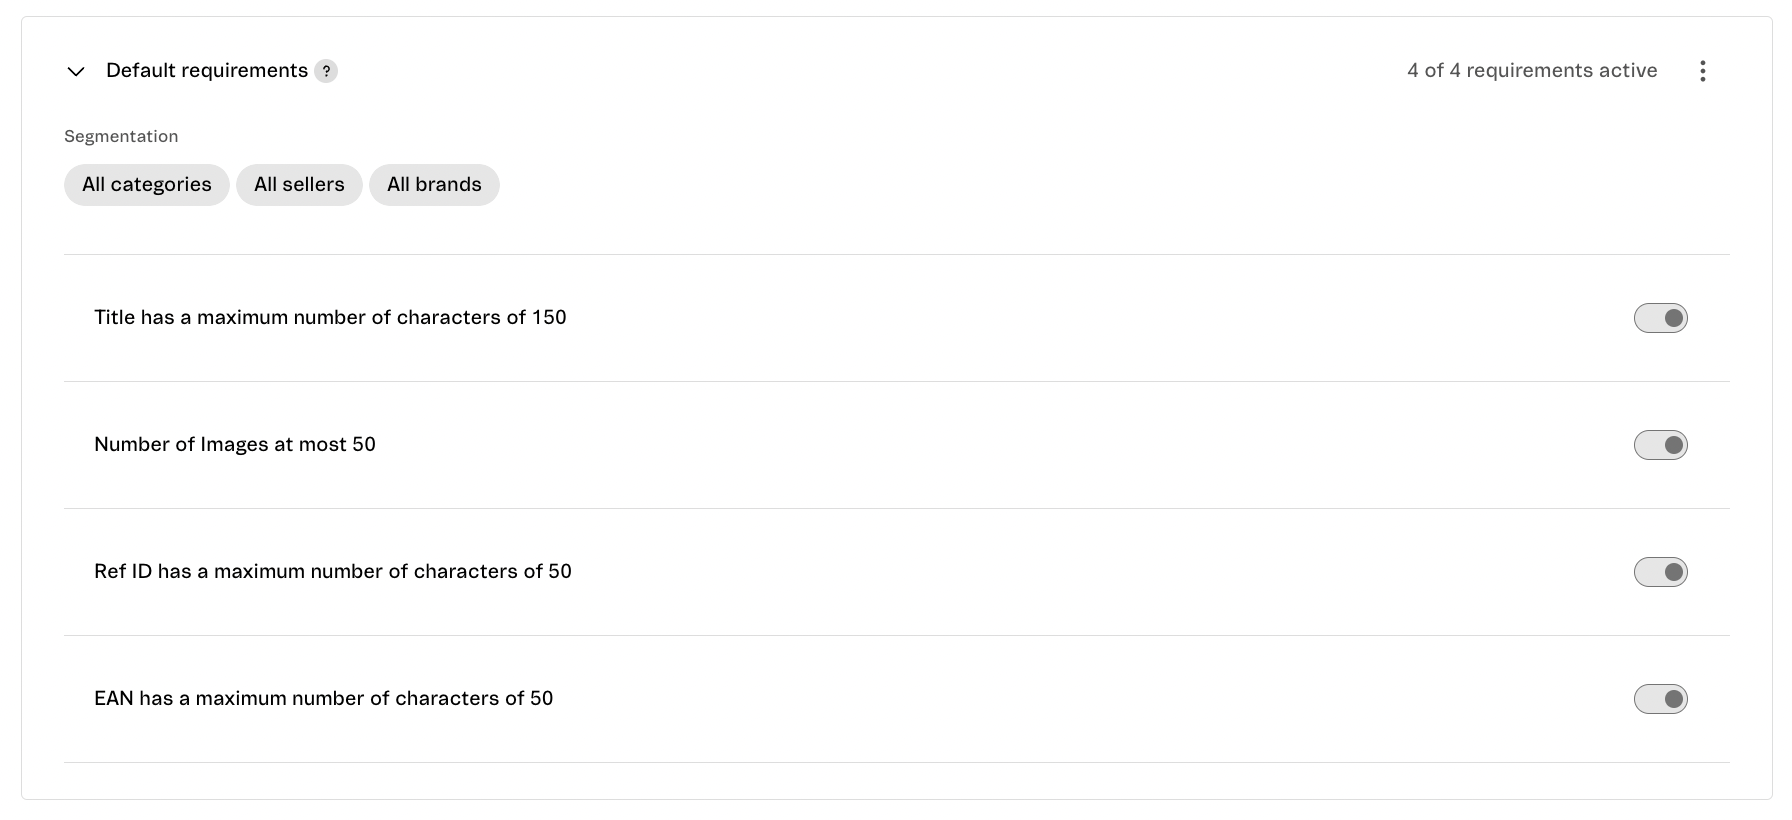 Default requirements ?
4 of 4 requirements active
Segmentation
All categories All sellers All brands
Title has a maximum number of characters of 150
Number of Images at most 50
Ref ID has a maximum number of characters of 50
EAN has a maximum number of characters of 50